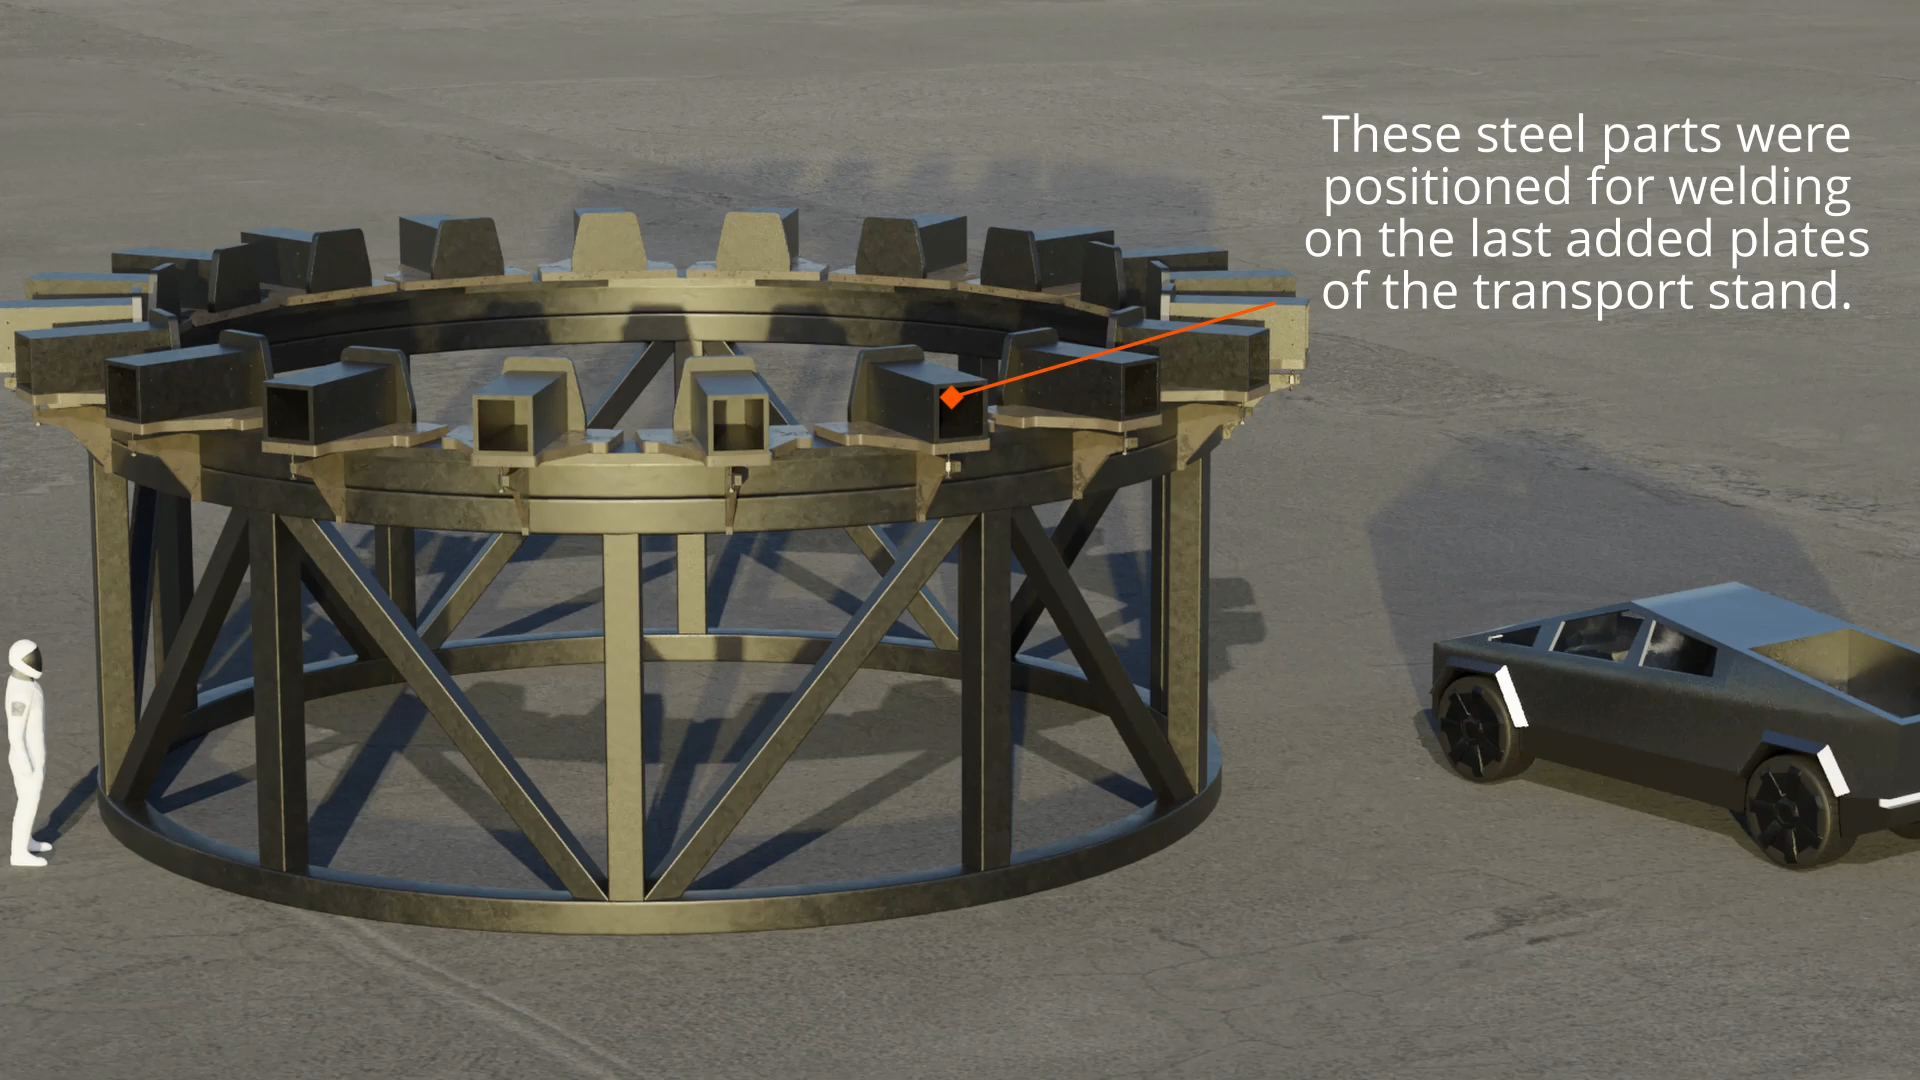 These steel parts were
positioned for welding
on the last added plates
of the transport stand.